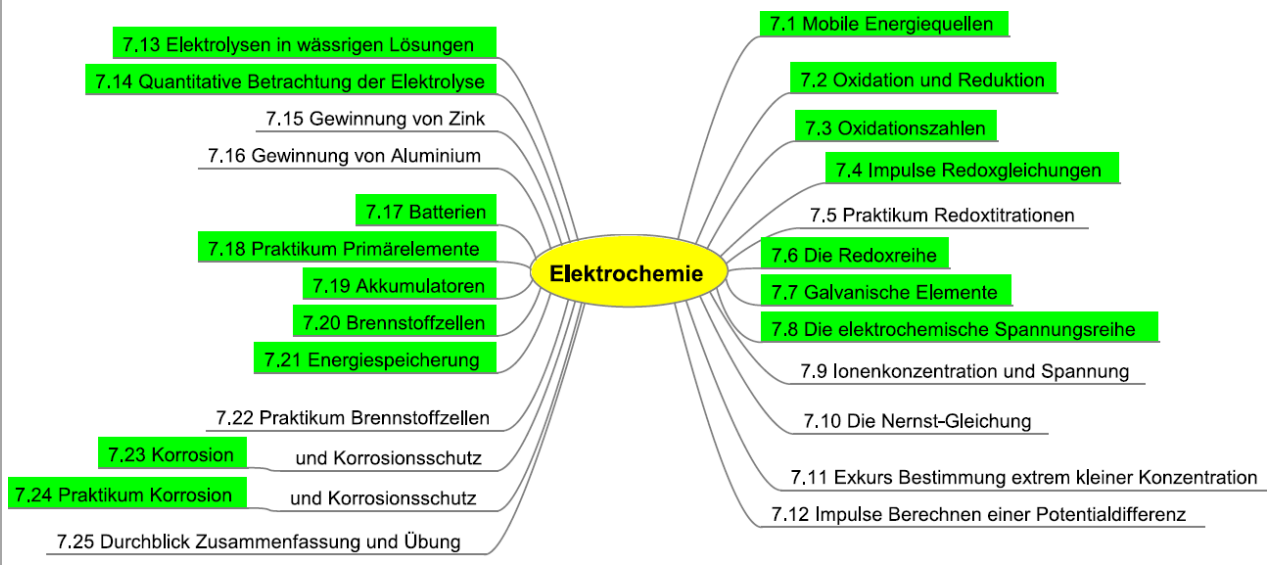 7.1 Mobile Energiequellen
7.2 Oxidation und Reduktion
7.3 Oxidationszahlen
7.4 Impulse Redoxgleichungen
7.5 Praktikum Redoxtitrationen
7.6 Die Redoxreihe
7.7 Galvanische Elemente
7.8 Die elektrochemische Spannungsreihe
7.9 Ionenkonzentration und Spannung
7.10 Die Nernst-Gleichung
7.11 Exkurs Bestimmung extrem kleiner Konzentration
7.12 Impulse Berechnen einer Potentialdifferenz
Elektrochemie
7.13 Elektrolysen in wässrigen Lösungen
7.14 Quantitative Betrachtung der Elektrolyse
7.15 Gewinnung von Zink
7.16 Gewinnung von Aluminium
7.17 Batterien
7.18 Praktikum Primärelemente
7.19 Akkumulatoren
7.20 Brennstoffzellen
7.21 Energiespeicherung
7.22 Praktikum Brennstoffzellen
7.23 Korrosion und Korrosionsschutz
7.24 Praktikum Korrosion und Korrosionsschutz
7.25 Durchblick Zusammenfassung und Übung